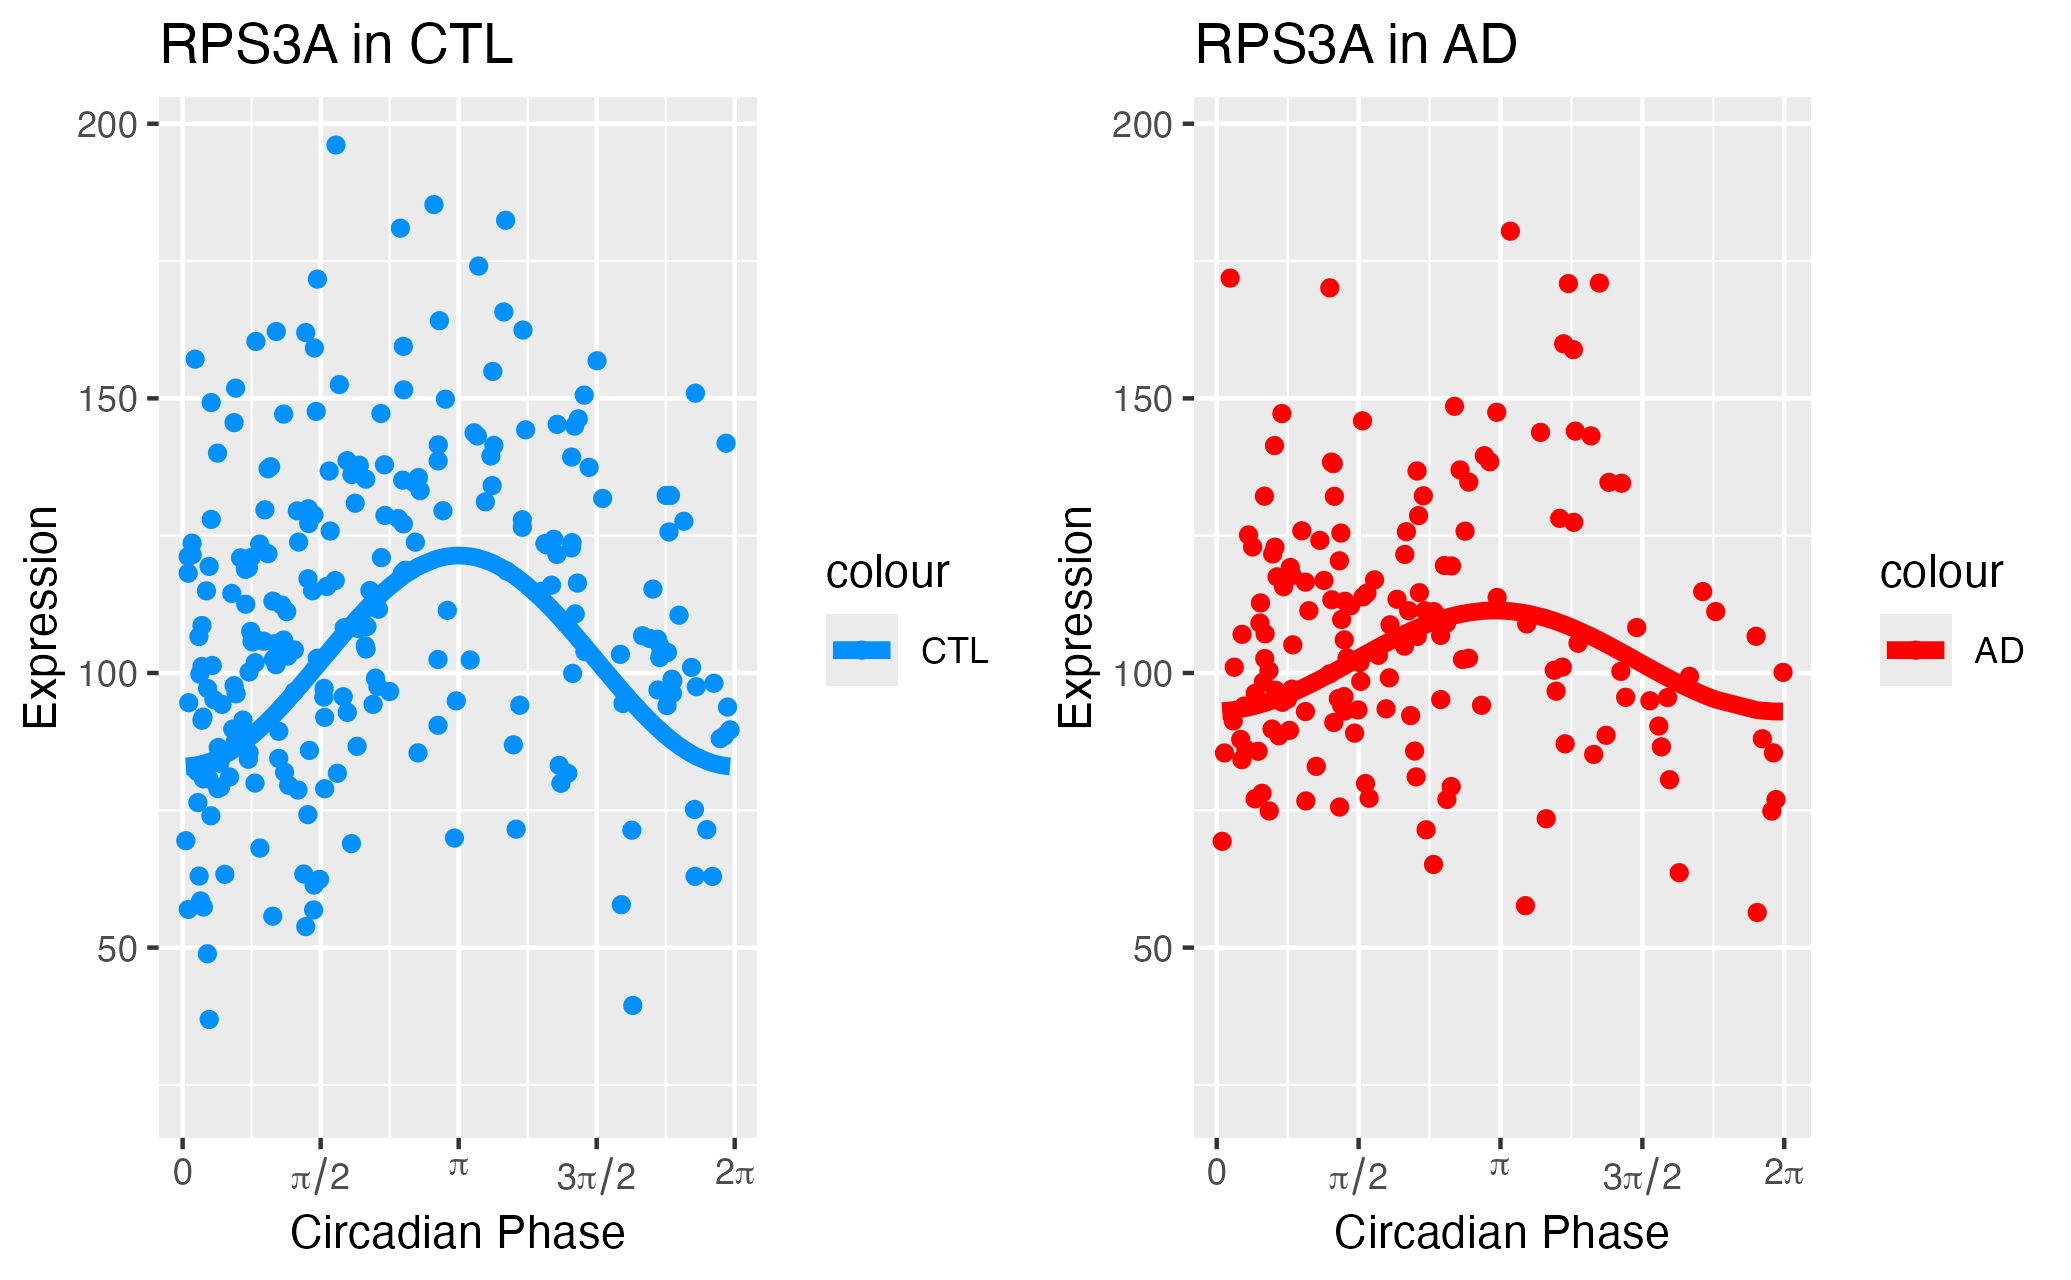 RPS3A in CTL
200
150
100
50
Expression
0
π/2
π
3π/2
2π
Circadian Phase
colour
CTL
RPS3A in AD
200
150
100
50
Expression
0
π/2
π
3π/2
2π
Circadian Phase
colour
AD